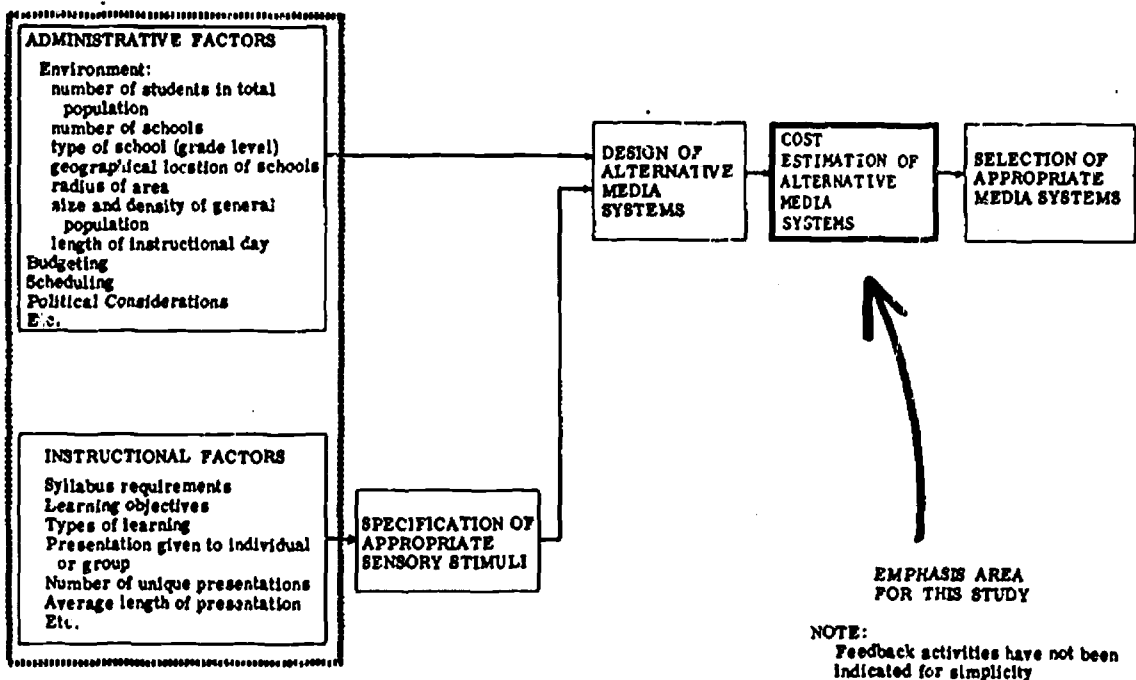 ADMINISTRATIVE FACTORS
Environment:
number of students in total
population
number of schools
type of school (grade level)
geographical location of schools
radius of area
size and density of general
population
length of instructional day
Budgeting
Scheduling
Political Considerations
Etc.
INSTRUCTIONAL FACTORS
Syllabus requirements
Learning objectives
Types of learning
Presentation given to individual
or group
Number of unique presentations
Average length of presentation
Etc.
SPECIFICATION OF
APPROPRIATE
SENSORY STIMULI
DESIGN OF
ALTERNATIVE
MEDIA
SYSTEMS
COST
ESTIMATION OF
ALTERNATIVE
MEDIA
SYSTEMS
SELECTION OF
APPROPRIATE
MEDIA SYSTEMS
EMPHASIS AREA
FOR THIS STUDY
NOTE:
Feedback activities have not been
indicated for simplicity